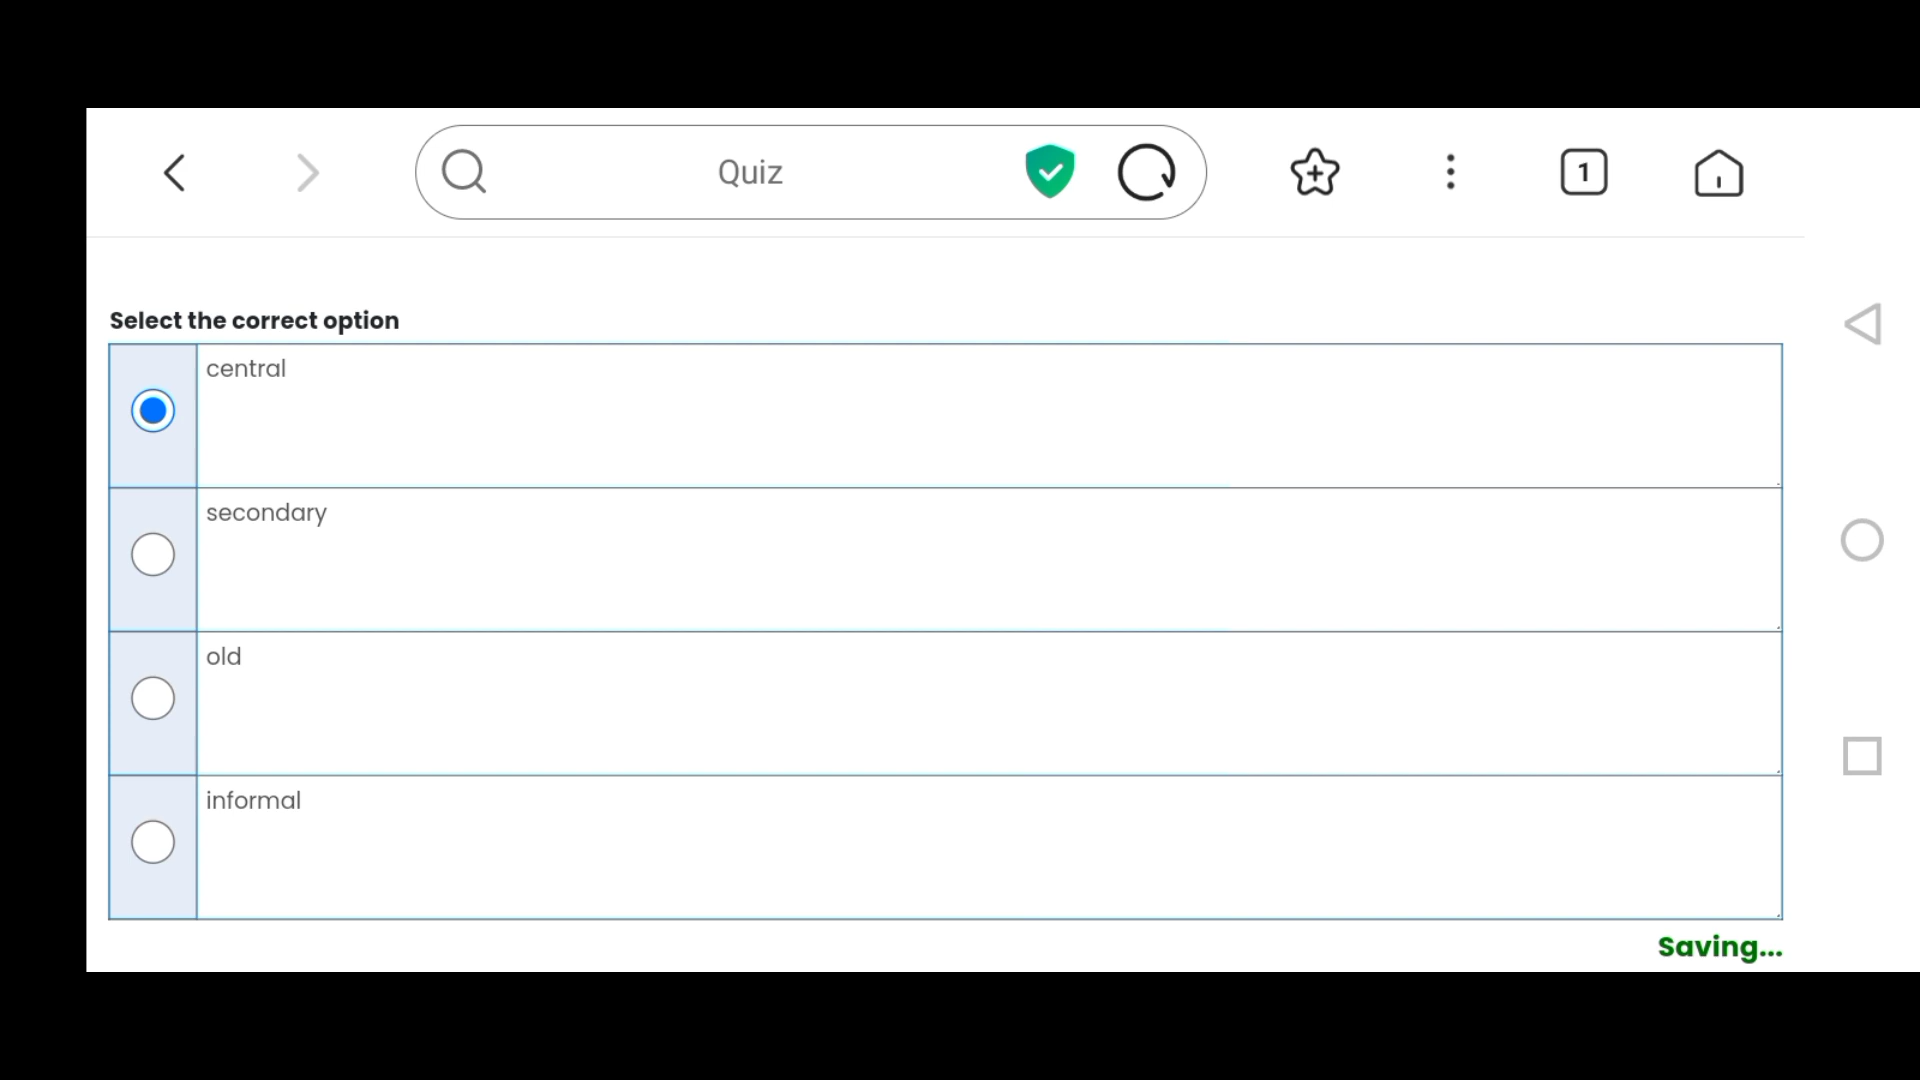 Quiz
1
Select the correct option
central
secondary
old
informal
Saving...